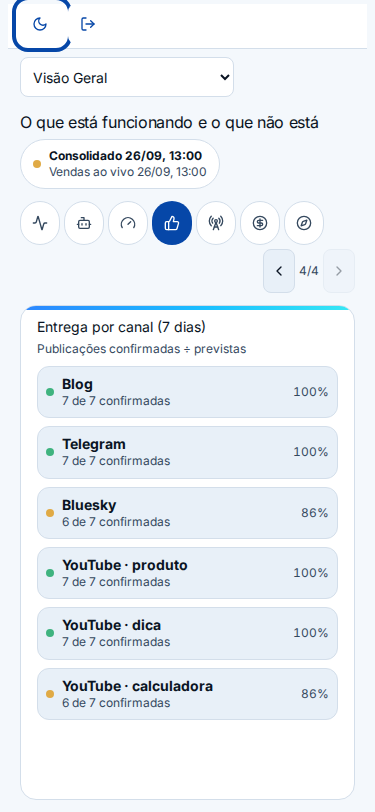 Visão Geral
O que está funcionando e o que não está
Consolidado 26/09, 13:00
Vendas ao vivo 26/09, 13:00
4/4
Entrega por canal (7 dias)
Publicações confirmadas ÷ previstas
Blog
7 de 7 confirmadas
100%
Telegram
7 de 7 confirmadas
100%
Bluesky
6 de 7 confirmadas
86%
YouTube · produto
7 de 7 confirmadas
100%
YouTube · dica
7 de 7 confirmadas
100%
YouTube · calculadora
6 de 7 confirmadas
86%